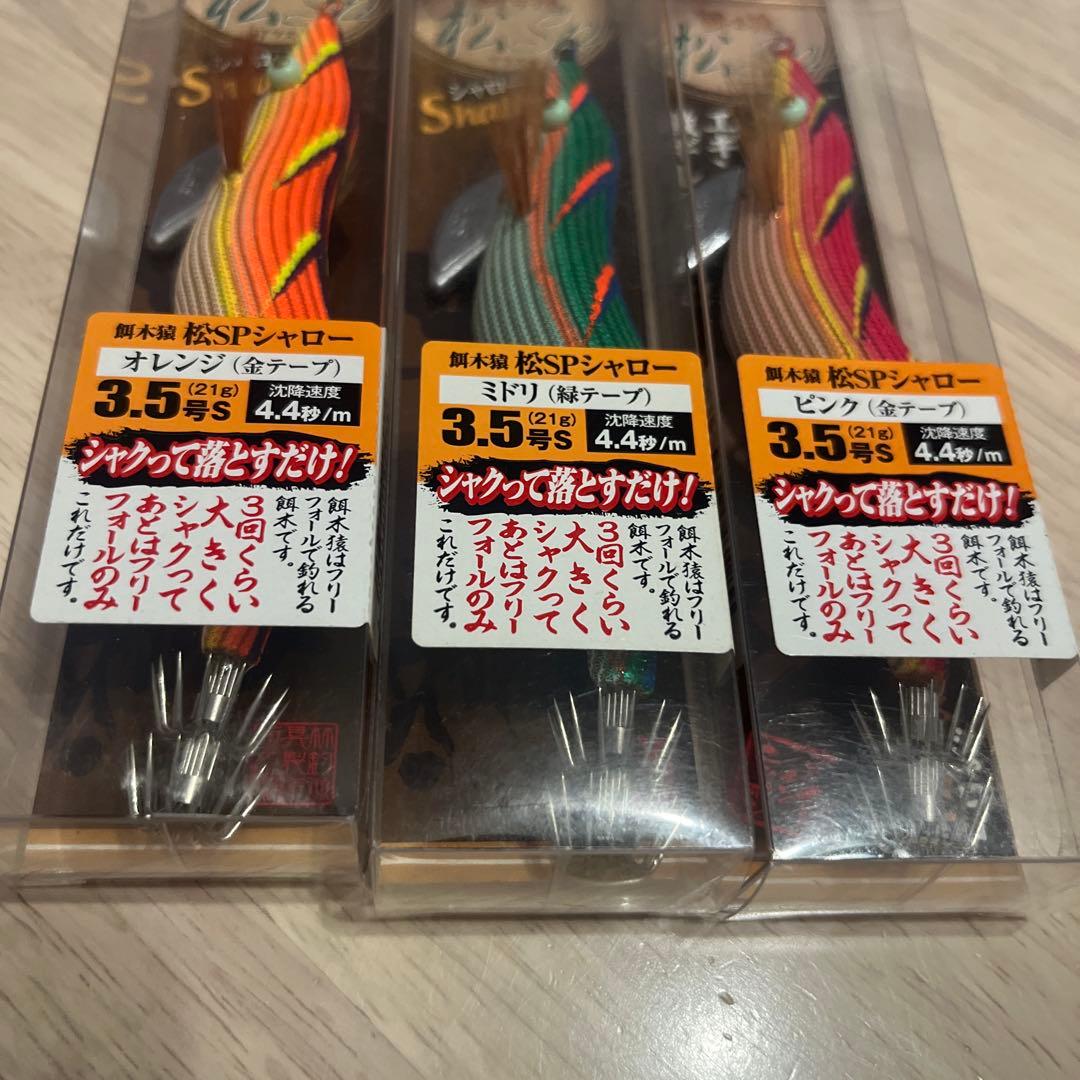 松SP
シャロー
餌木猿 松SPシャロー
オレンジ（金テープ）
3.5号S
(21g)
沈降速度
4.4秒/m
シャクって落とすだけ!
餌木猿はフリー
フォールで釣れる
餌木です。
3回くらい
大きく
シャクって
あとはフリー
フォールのみ
これだけです。
松
シャロー
餌木猿 松SPシャロー
ミドリ（緑テープ）
3.5号S
(21g)
沈降速度
4.4秒/m
シャクって落とすだけ!
餌木猿はフリー
フォールで釣れる
餌木です。
3回くらい
大きく
シャクって
あとはフリー
フォールのみ
これだけです。
松
餌木猿 松SPシャロー
ピンク（金テープ）
3.5号S
(21g)
沈降速度
4.4秒/m
シャクって落とすだけ!
餌木猿はフリー
フォールで釣れる
餌木です。
3回くらい
大きく
シャクって
あとはフリー
フォールのみ
これだけです。